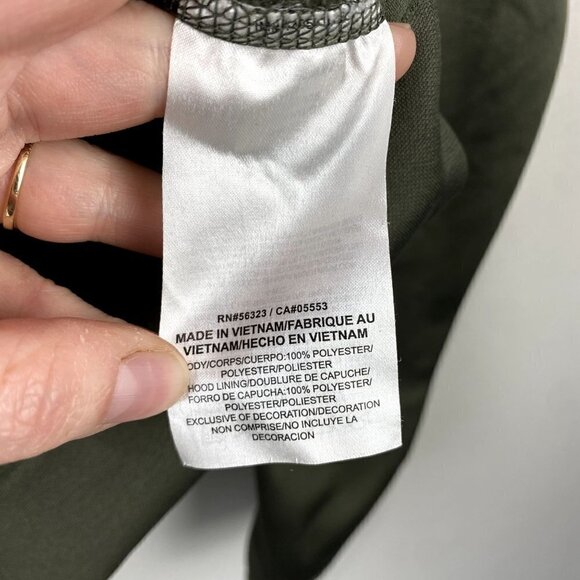 RN#56323 / CA#05553
MADE IN VIETNAM/FABRIQUE AU
VIETNAM/HECHO EN VIETNAM
ODY/CORPS/CUERPO:100% POLYESTER/
POLYESTER/POLIESTER
HOOD LINING/DOUBLURE DE CAPUCHE/
FORRO DE CAPUCHA:100% POLYESTER/
POLYESTER/POLIESTER
EXCLUSIVE OF DECORATION/DECORATION
NON COMPRISE/NO INCLUYE LA
DECORACION